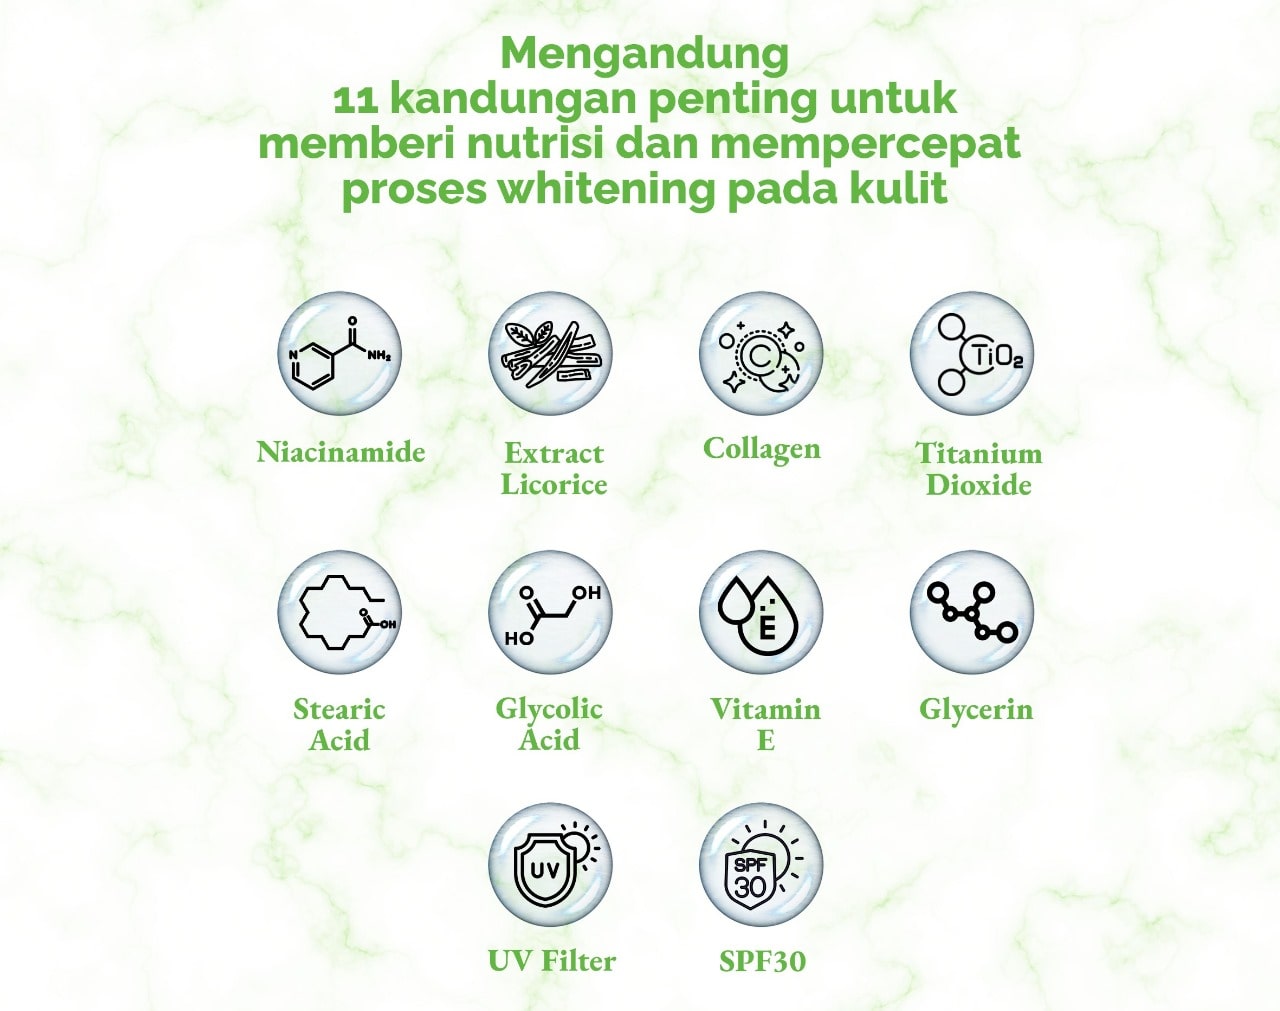 Mengandung
11 kandungan penting untuk
memberi nutrisi dan mempercepat
proses whitening pada kulit
N
O
NH₂
C
TiO₂
Niacinamide
Extract
Licorice
Collagen
Titanium
Dioxide
O
OH
O
OH
HO
E
Stearic
Acid
Glycolic
Acid
Vitamin
E
Glycerin
UV
SPF
30
UV Filter
SPF30